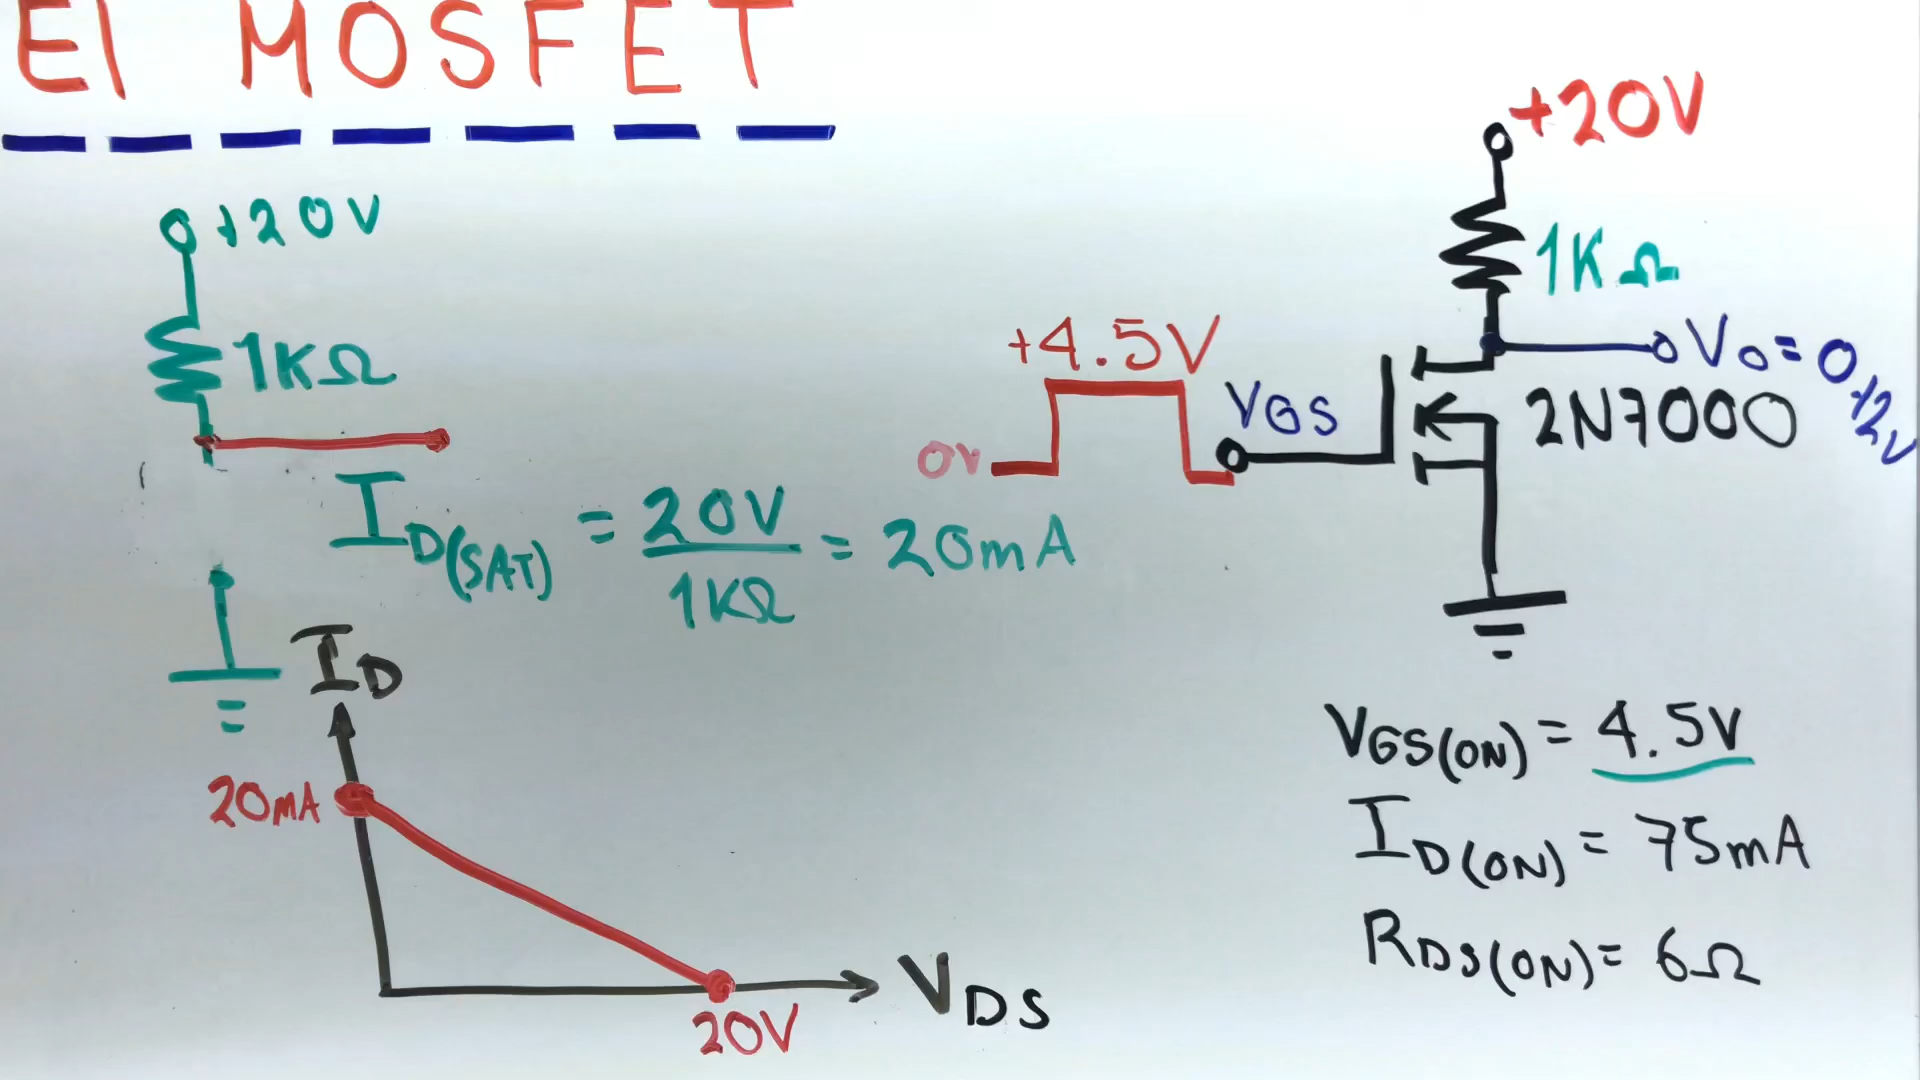 El MOSFET
+20V
1KΩ
I D(SAT) = 20V / 1KΩ = 20mA
ID
20mA
20V
VDS
+20V
1KΩ
+4.5V
0V
VGS
Vo = 0,12V
2N7000
VGS(ON) = 4.5V
ID(ON) = 75mA
RDS(ON) = 6Ω